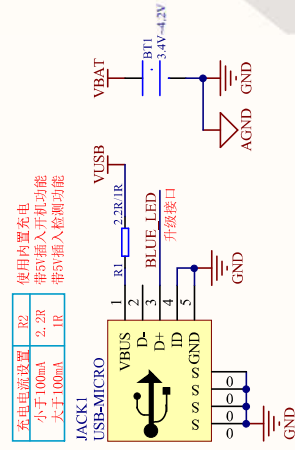 充电电流设置 R2
小于100mA 2.2R
大于100mA 1R
使用内置充电
带5V插入开机功能
带5V插入检测功能
JACK1
USB-MICRO
VBUS 1
D- 2
D+ 3
ID 4
GND 5
S 0
S 0
S 0
S 0
GND
R1 2.2R/1R
VUSB
BLUE_LED
升级接口
GND
VBAT
BT1
3.4V~4.2V
GND
AGND